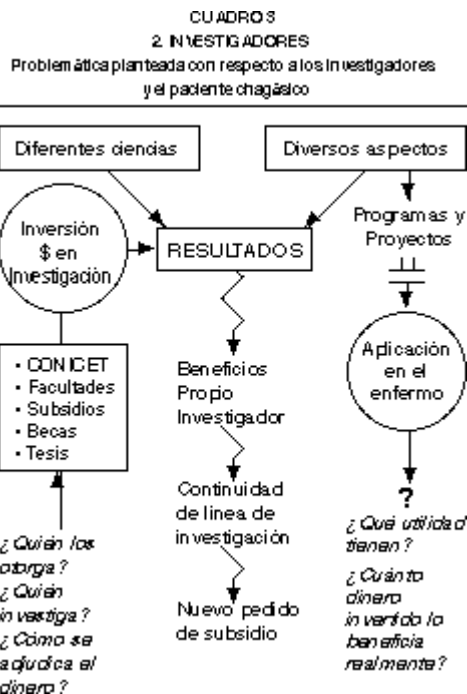 CUADROS
2. INVESTIGADORES
Problemática planteada con respecto a los investigadores
y el paciente chagásico
Diferentes ciencias
Diversos aspectos
Inversión
$ en
Investigación
RESULTADOS
Programas y
Proyectos
• CONICET
• Facultades
• Subsidios
• Becas
• Tesis
Beneficios
Propio
Investigador
Aplicación
en el
enfermo
Continuidad
de linea de
investigación
Nuevo pedido
de subsidio
¿Quién los
otorga?
¿Quién
investiga?
¿Cómo se
adjudica el
dinero?
?
¿Qué utilidad
tienen?
¿Cuánto
dinero
invertido lo
beneficia
realmente?